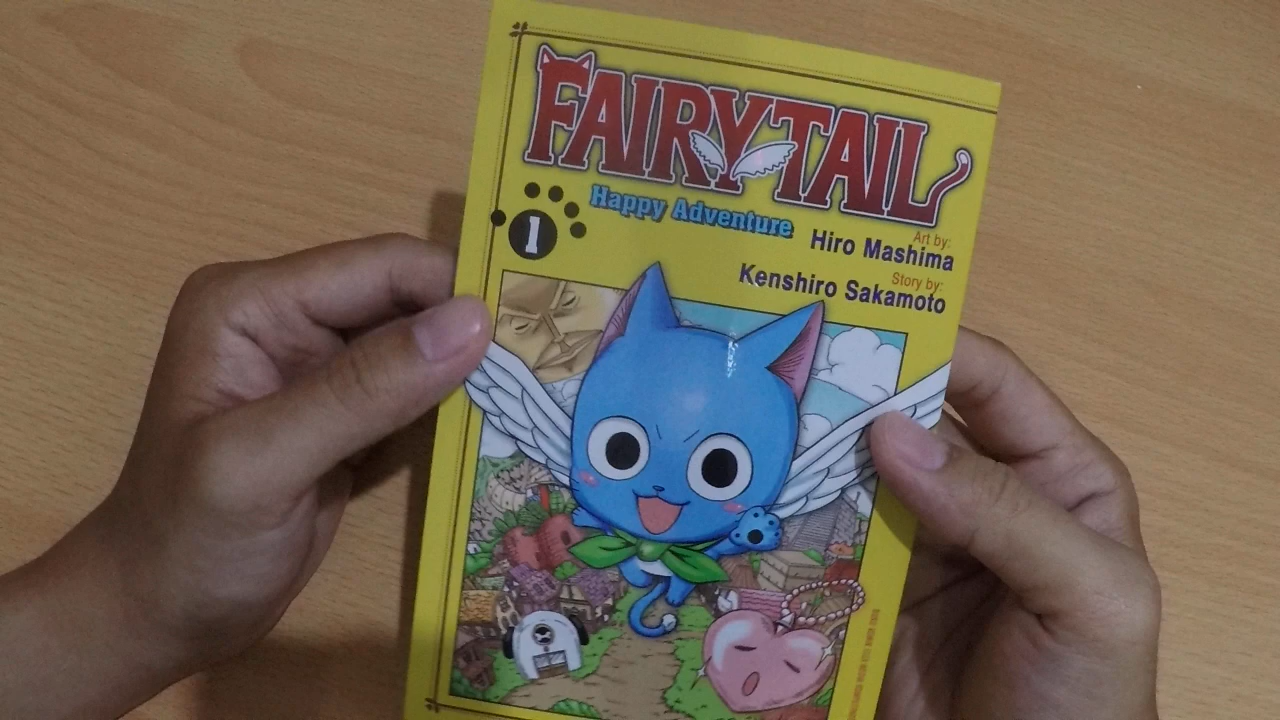 FAIRY TAIL
Happy Adventure
1
Art by:
Hiro Mashima
Story by:
Kenshiro Sakamoto